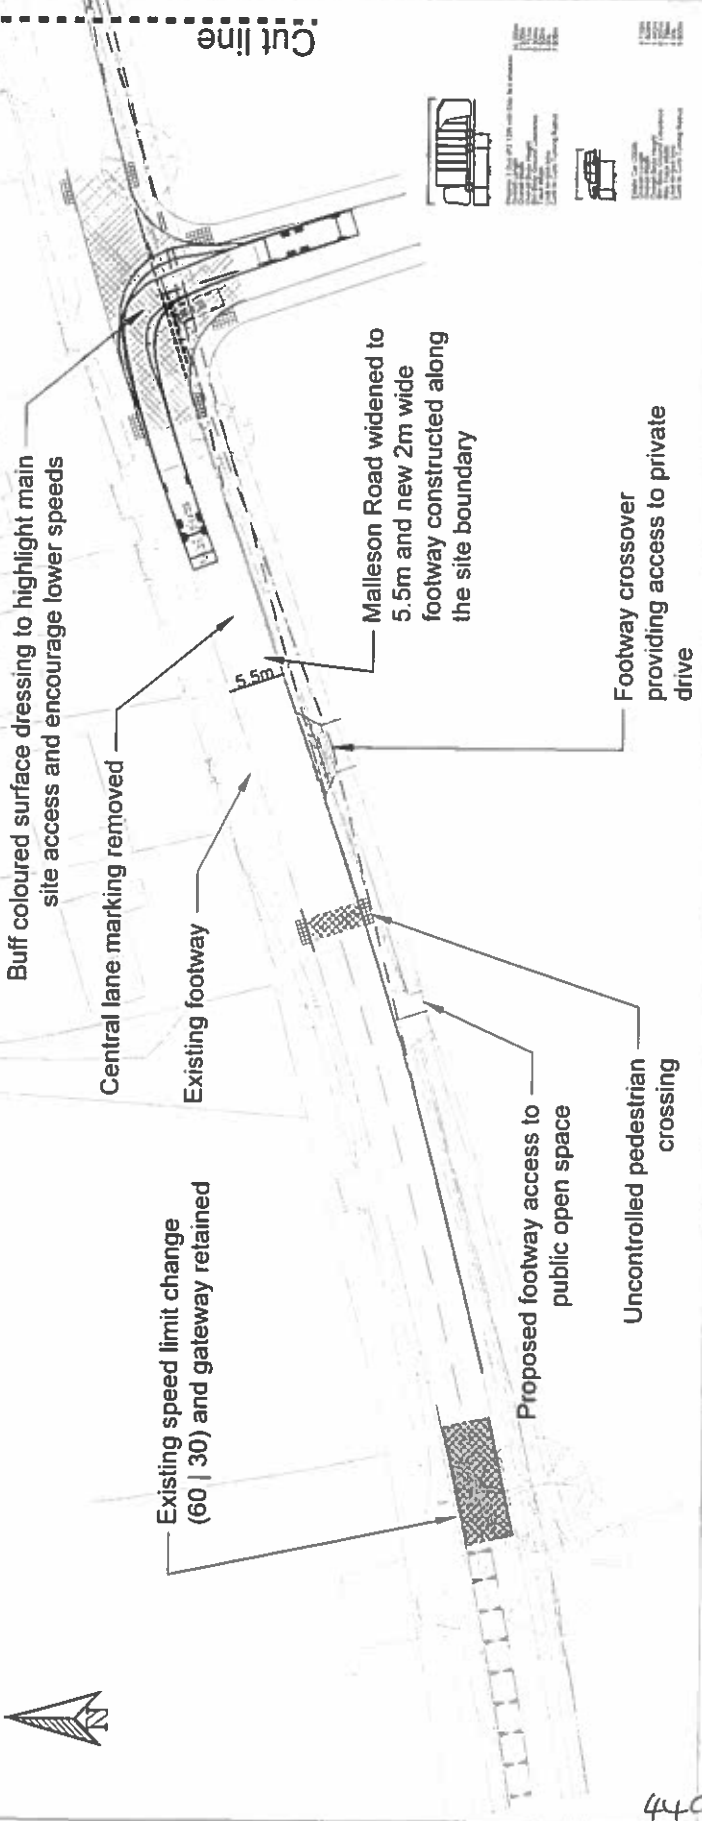 Cut line
Buff coloured surface dressing to highlight main
site access and encourage lower speeds
Central lane marking removed
Existing footway
5.5m
Malleson Road widened to
5.5m and new 2m wide
footway constructed along
the site boundary
Footway crossover
providing access to private
drive
Existing speed limit change
(60 | 30) and gateway retained
Proposed footway access to
public open space
Uncontrolled pedestrian
crossing
N
440